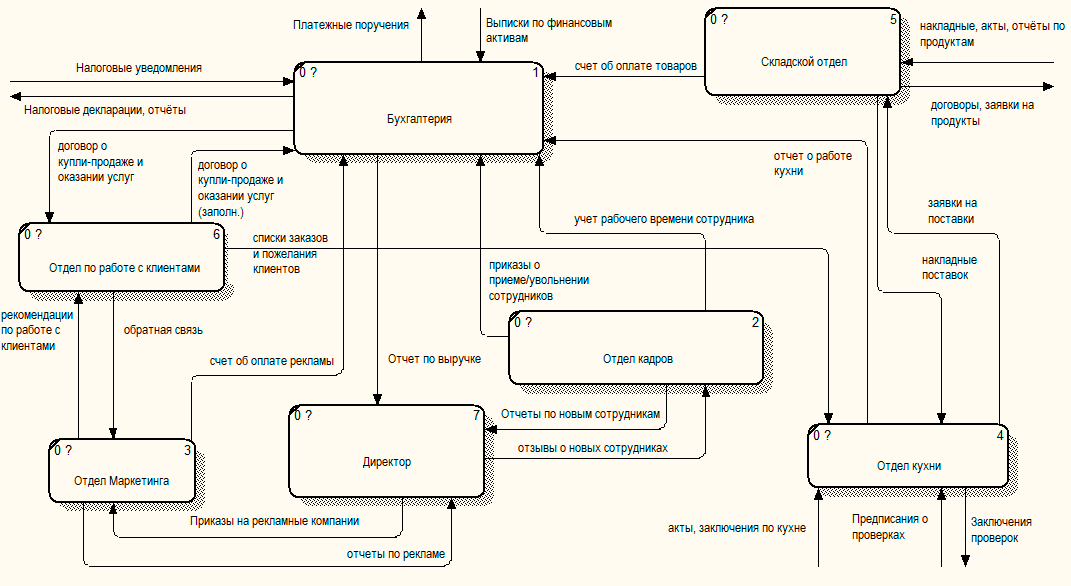 Платежные поручения
Выписки по финансовым
активам
0 ?
5
Складской отдел
накладные, акты, отчёты по
продуктам
договоры, заявки на
продукты
Налоговые уведомления
Налоговые декларации, отчёты
0 ?
1
Бухгалтерия
счет об оплате товаров
договор о
купли-продаже и
оказании услуг
договор о
купли-продаже и
оказании услуг
(заполн.)
отчет о работе
кухни
заявки на
поставки
накладные
поставок
учет рабочего времени сотрудника
0 ?
6
Отдел по работе с клиентами
списки заказов
и пожелания
клиентов
приказы о
приеме/увольнении
сотрудников
рекомендации
по работе с
клиентами
обратная связь
счет об оплате рекламы
Отчет по выручке
0 ?
2
Отдел кадров
Отчеты по новым сотрудникам
отзывы о новых сотрудниках
0 ?
3
Отдел Маркетинга
0 ?
7
Директор
0 ?
4
Отдел кухни
Приказы на рекламные компании
отчеты по рекламе
акты, заключения по кухне
Предписания о
проверках
Заключения
проверок